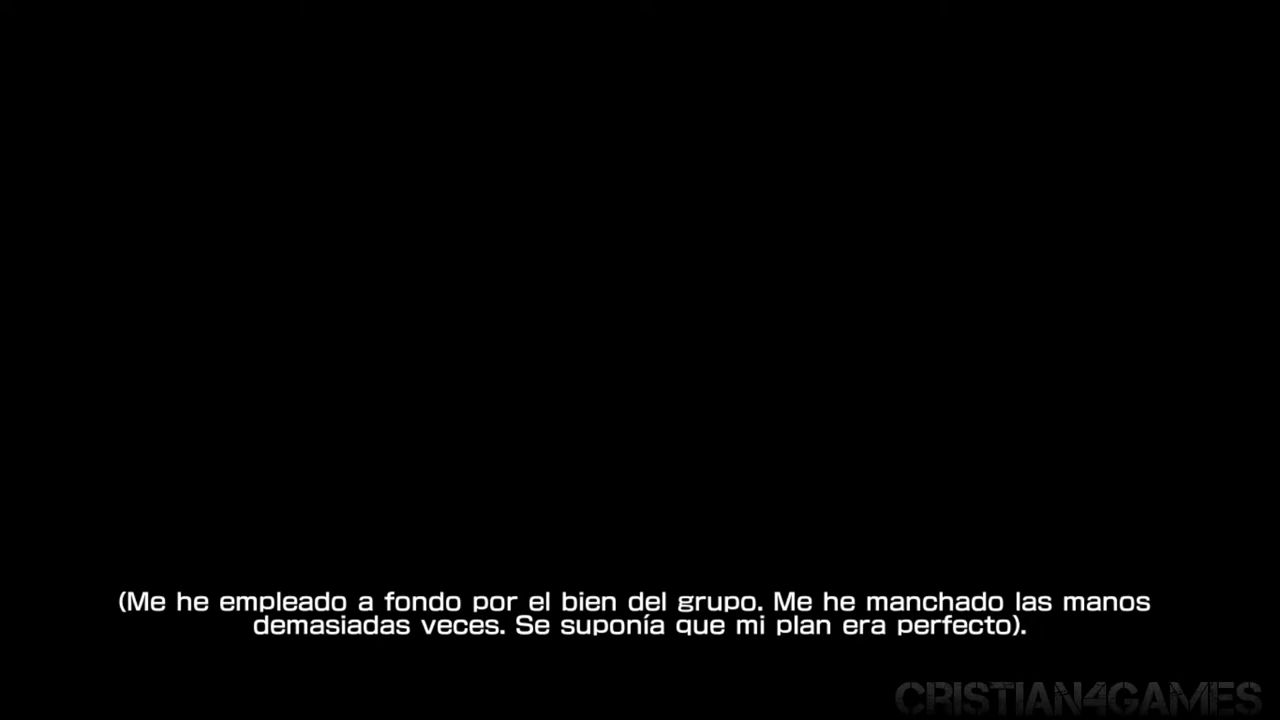 (Me he empleado a fondo por el bien del grupo. Me he manchado las manos
demasiadas veces. Se suponía que mi plan era perfecto).
CRISTIAN4GAMES